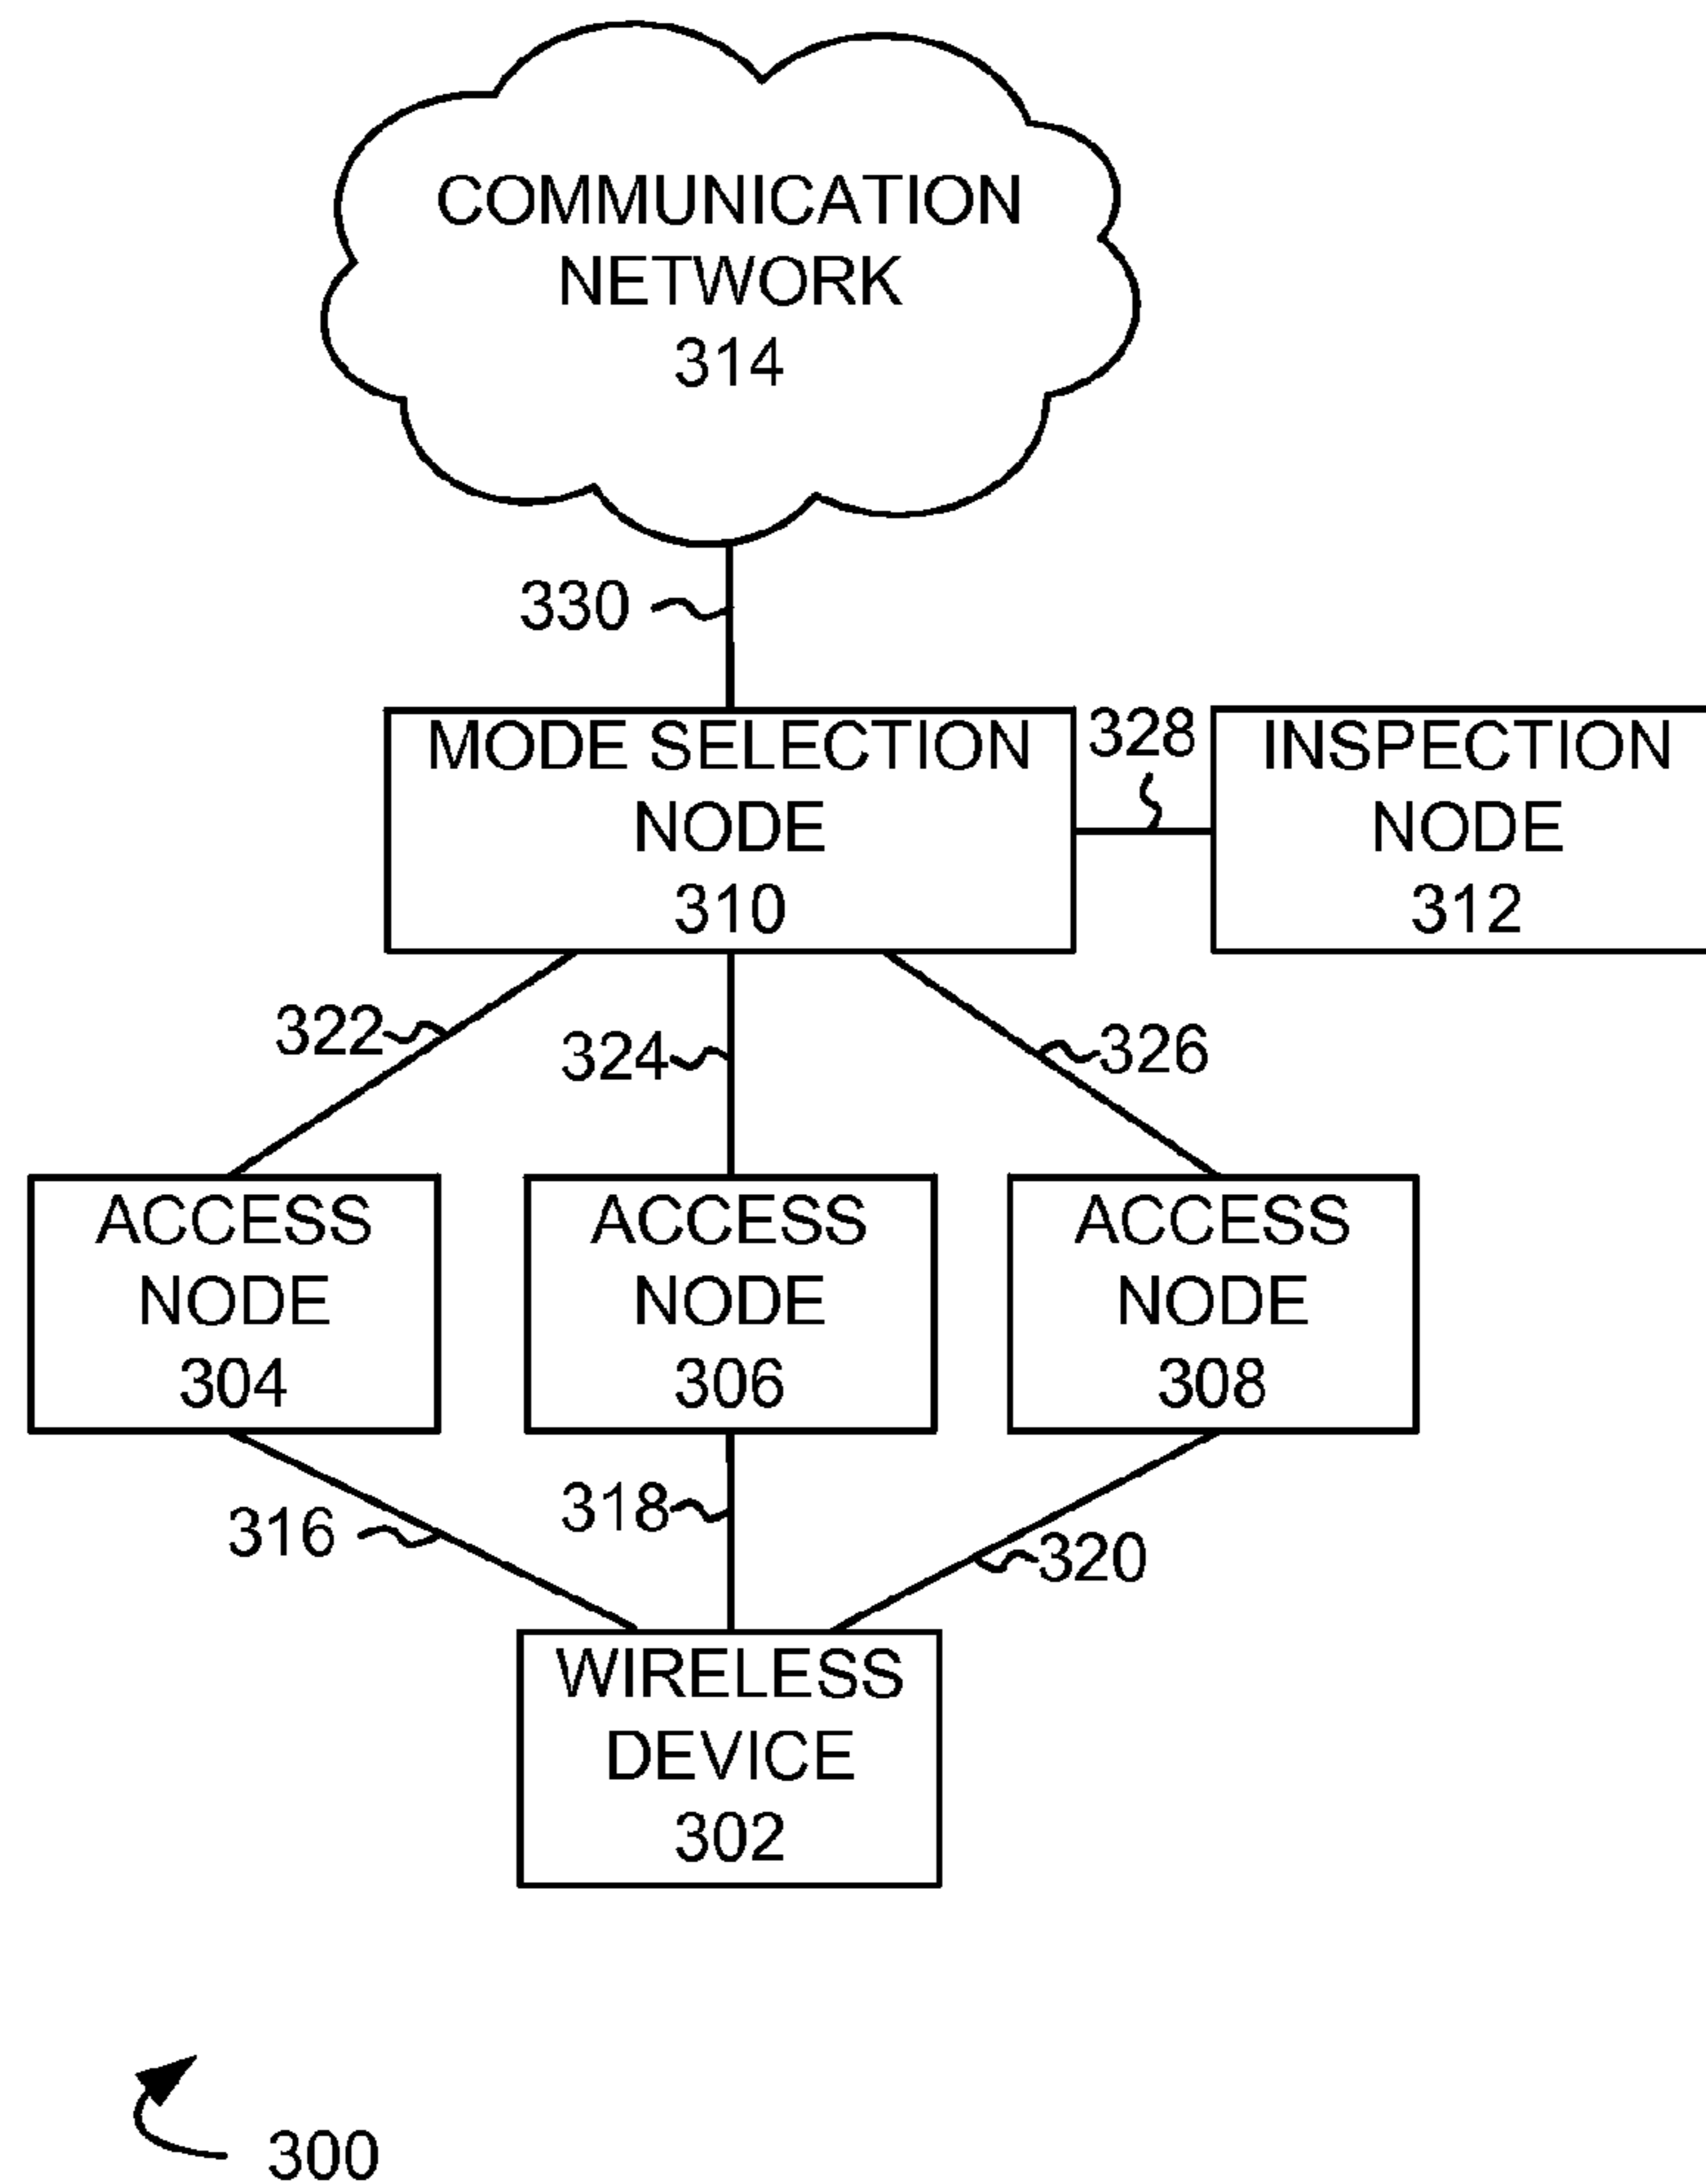 COMMUNICATION
NETWORK
314
330
MODE SELECTION
NODE
310
328
INSPECTION
NODE
312
322
324
326
ACCESS
NODE
304
ACCESS
NODE
306
ACCESS
NODE
308
316
318
320
WIRELESS
DEVICE
302
300